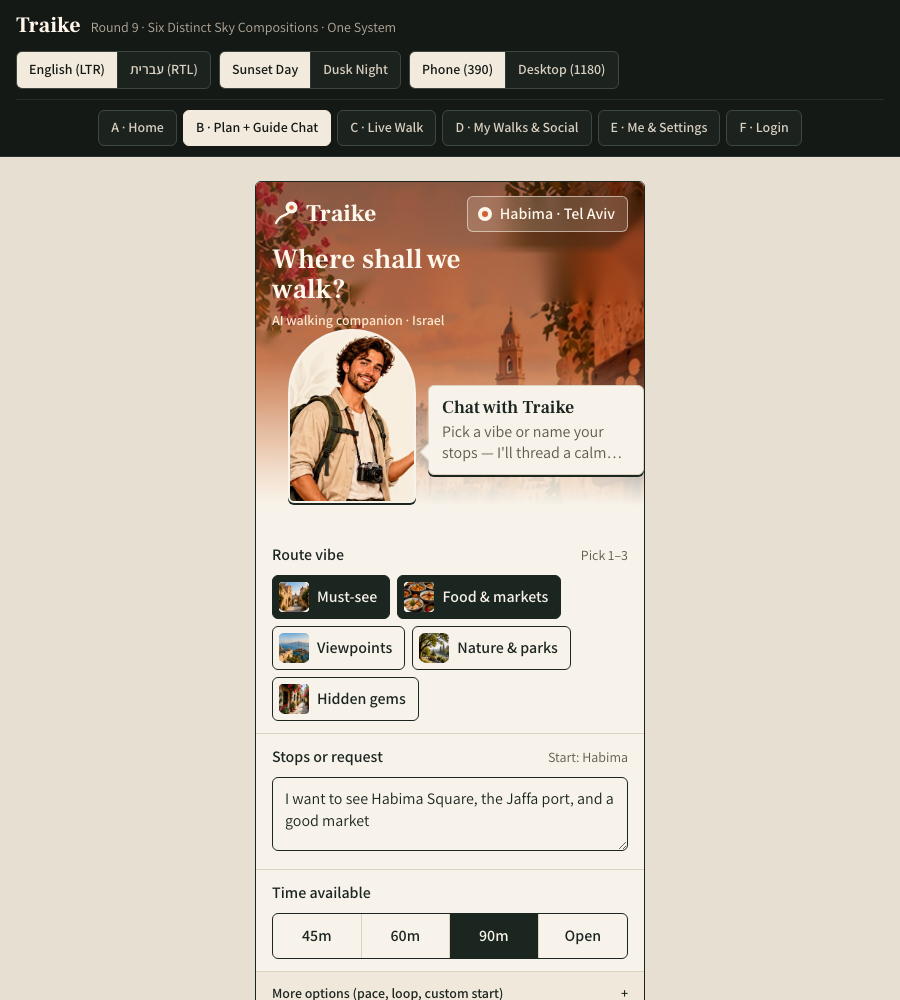 Traike Round 9 · Six Distinct Sky Compositions · One System
English (LTR) עברית (RTL) Sunset Day Dusk Night Phone (390) Desktop (1180)
A · Home B · Plan + Guide Chat C · Live Walk D · My Walks & Social E · Me & Settings F · Login
Traike Habima · Tel Aviv
Where shall we
walk?
AI walking companion · Israel
Chat with Traike
Pick a vibe or name your
stops — I'll thread a calm…
Route vibe Pick 1–3
Must-see Food & markets
Viewpoints Nature & parks
Hidden gems
Stops or request Start: Habima
I want to see Habima Square, the Jaffa port, and a
good market
Time available
45m 60m 90m Open
More options (pace, loop, custom start) +